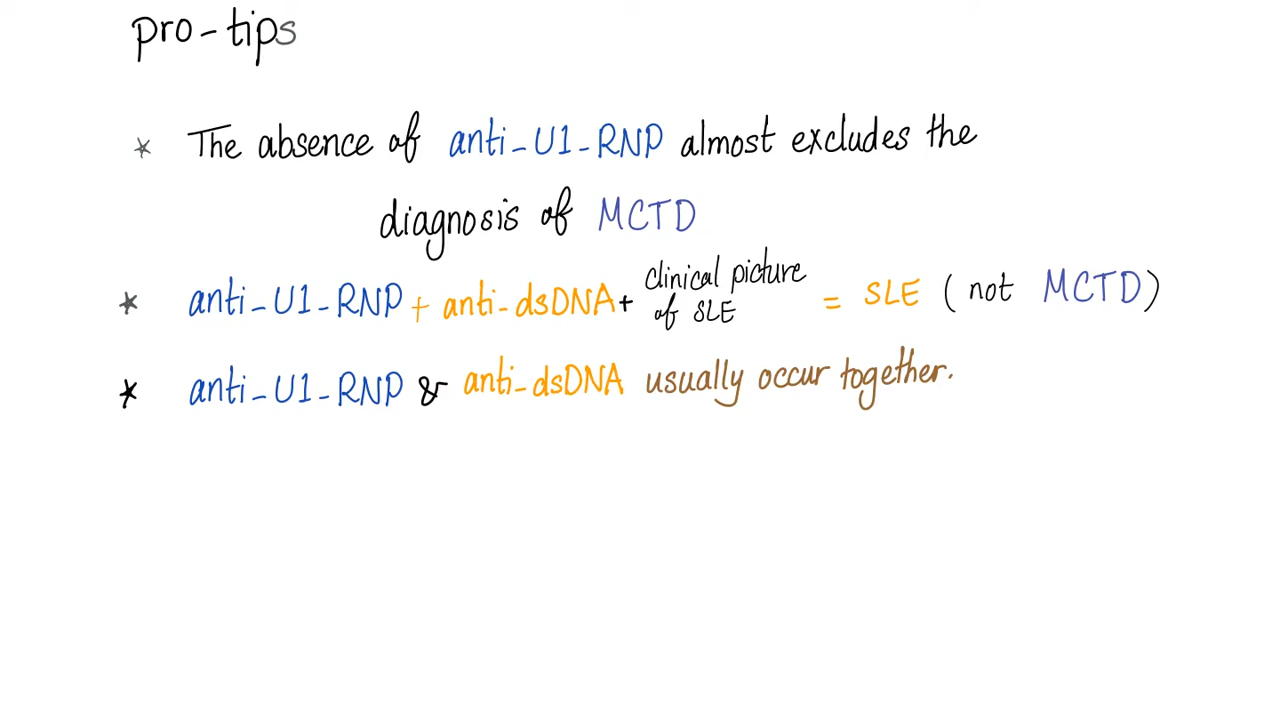 pro-tips
* The absence of anti-U1-RNP almost excludes the
diagnosis of MCTD
* anti-U1-RNP + anti-dsDNA + clinical picture of SLE = SLE (not MCTD)
* anti-U1-RNP & anti-dsDNA usually occur together.